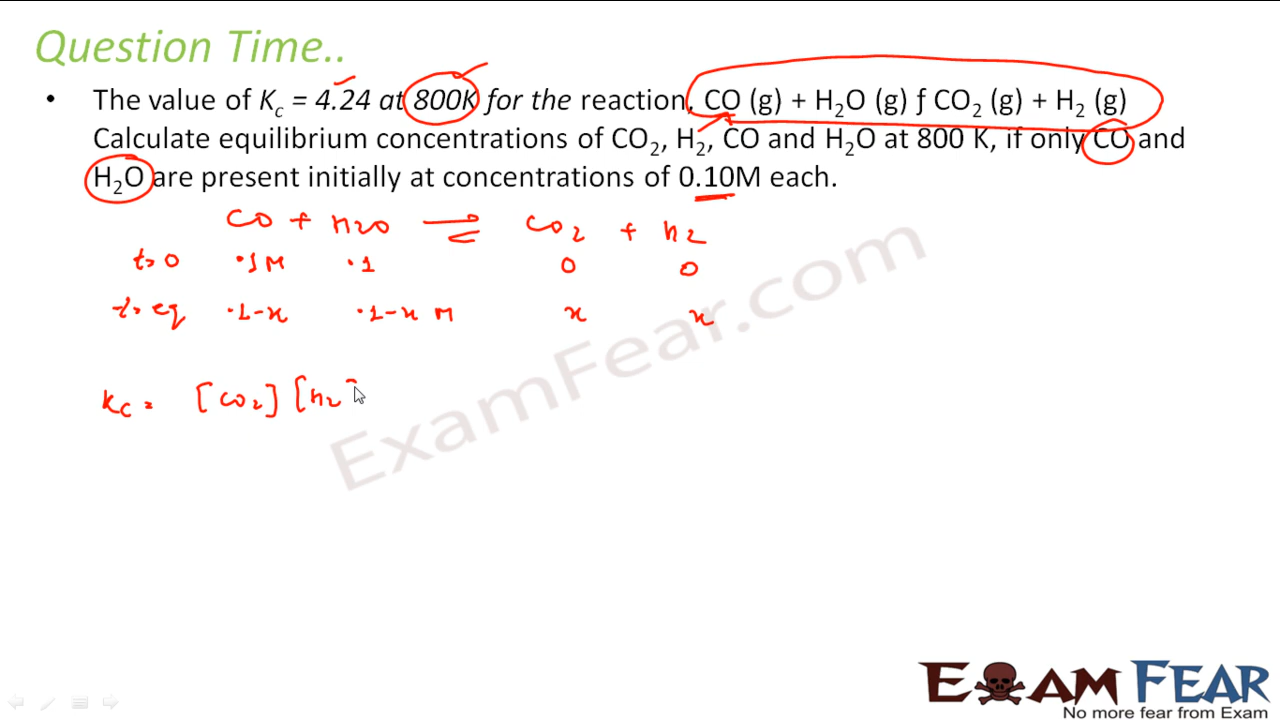 Question Time..
• The value of Kc = 4.24 at 800K for the reaction, CO (g) + H2O (g) ƒ CO2 (g) + H2 (g)
Calculate equilibrium concentrations of CO2, H2, CO and H2O at 800 K, if only CO and
H2O are present initially at concentrations of 0.10M each.
CO + H2O ⇌ CO2 + H2
t=0 .1M .1 0 0
t=eq .1-x .1-x M x x
Kc = [CO2] [H2]
ExamFear.com
EXAM FEAR
No more fear from Exam